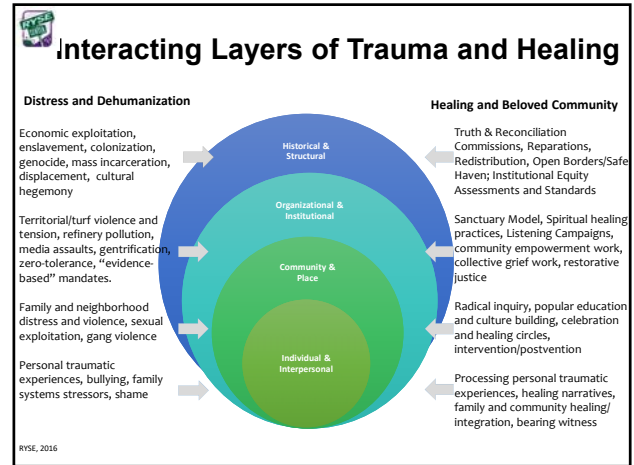 RYSE
Interacting Layers of Trauma and Healing
Distress and Dehumanization
Economic exploitation,
enslavement, colonization,
genocide, mass incarceration,
displacement, cultural
hegemony
Territorial/turf violence and
tension, refinery pollution,
media assaults, gentrification,
zero-tolerance, “evidence-
based” mandates.
Family and neighborhood
distress and violence, sexual
exploitation, gang violence
Personal traumatic
experiences, bullying, family
systems stressors, shame
Historical &
Structural
Organizational &
Institutional
Community &
Place
Individual &
Interpersonal
Healing and Beloved Community
Truth & Reconciliation
Commissions, Reparations,
Redistribution, Open Borders/Safe
Haven; Institutional Equity
Assessments and Standards
Sanctuary Model, Spiritual healing
practices, Listening Campaigns,
community empowerment work,
collective grief work, restorative
justice
Radical inquiry, popular education
and culture building, celebration
and healing circles,
intervention/postvention
Processing personal traumatic
experiences, healing narratives,
family and community healing/
integration, bearing witness
RYSE, 2016